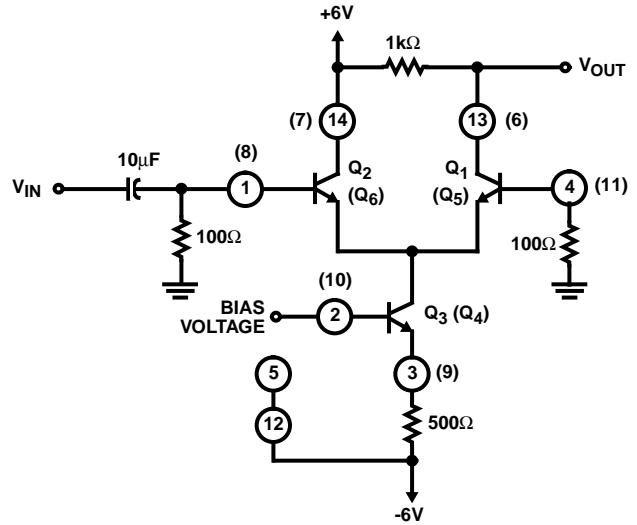 +6V
1kΩ
VOUT
(7) 14 13 (6)
10μF
(8)
Q2
(Q6)
Q1
(Q5)
VIN
1
4 (11)
100Ω
100Ω
(10)
BIAS
VOLTAGE
2
Q3 (Q4)
5
3 (9)
12
500Ω
-6V